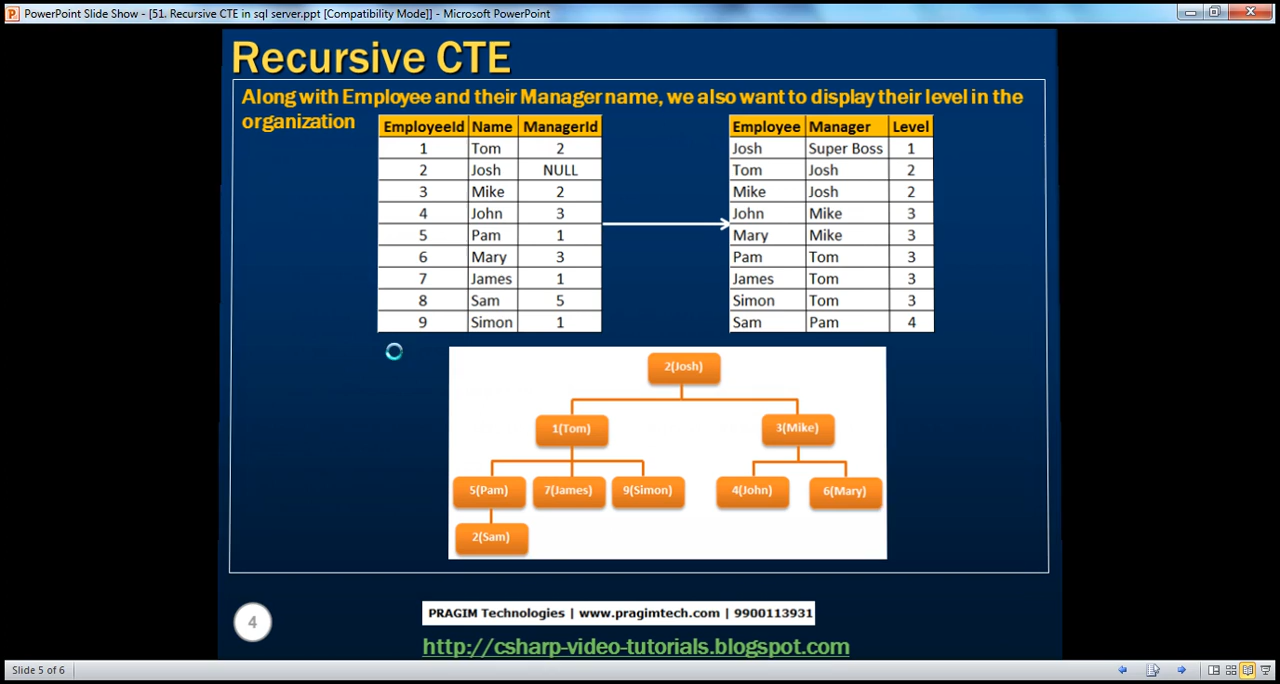 PowerPoint Slide Show - [51. Recursive CTE in sql server.ppt [Compatibility Mode]] - Microsoft PowerPoint
Recursive CTE
Along with Employee and their Manager name, we also want to display their level in the
organization
EmployeeId Name ManagerId
1 Tom 2
2 Josh NULL
3 Mike 2
4 John 3
5 Pam 1
6 Mary 3
7 James 1
8 Sam 5
9 Simon 1
Employee Manager Level
Josh Super Boss 1
Tom Josh 2
Mike Josh 2
John Mike 3
Mary Mike 3
Pam Tom 3
James Tom 3
Simon Tom 3
Sam Pam 4
2(Josh)
1(Tom) 3(Mike)
5(Pam) 7(James) 9(Simon) 4(John) 6(Mary)
2(Sam)
4
PRAGIM Technologies | www.pragimtech.com | 9900113931
http://csharp-video-tutorials.blogspot.com
Slide 5 of 6